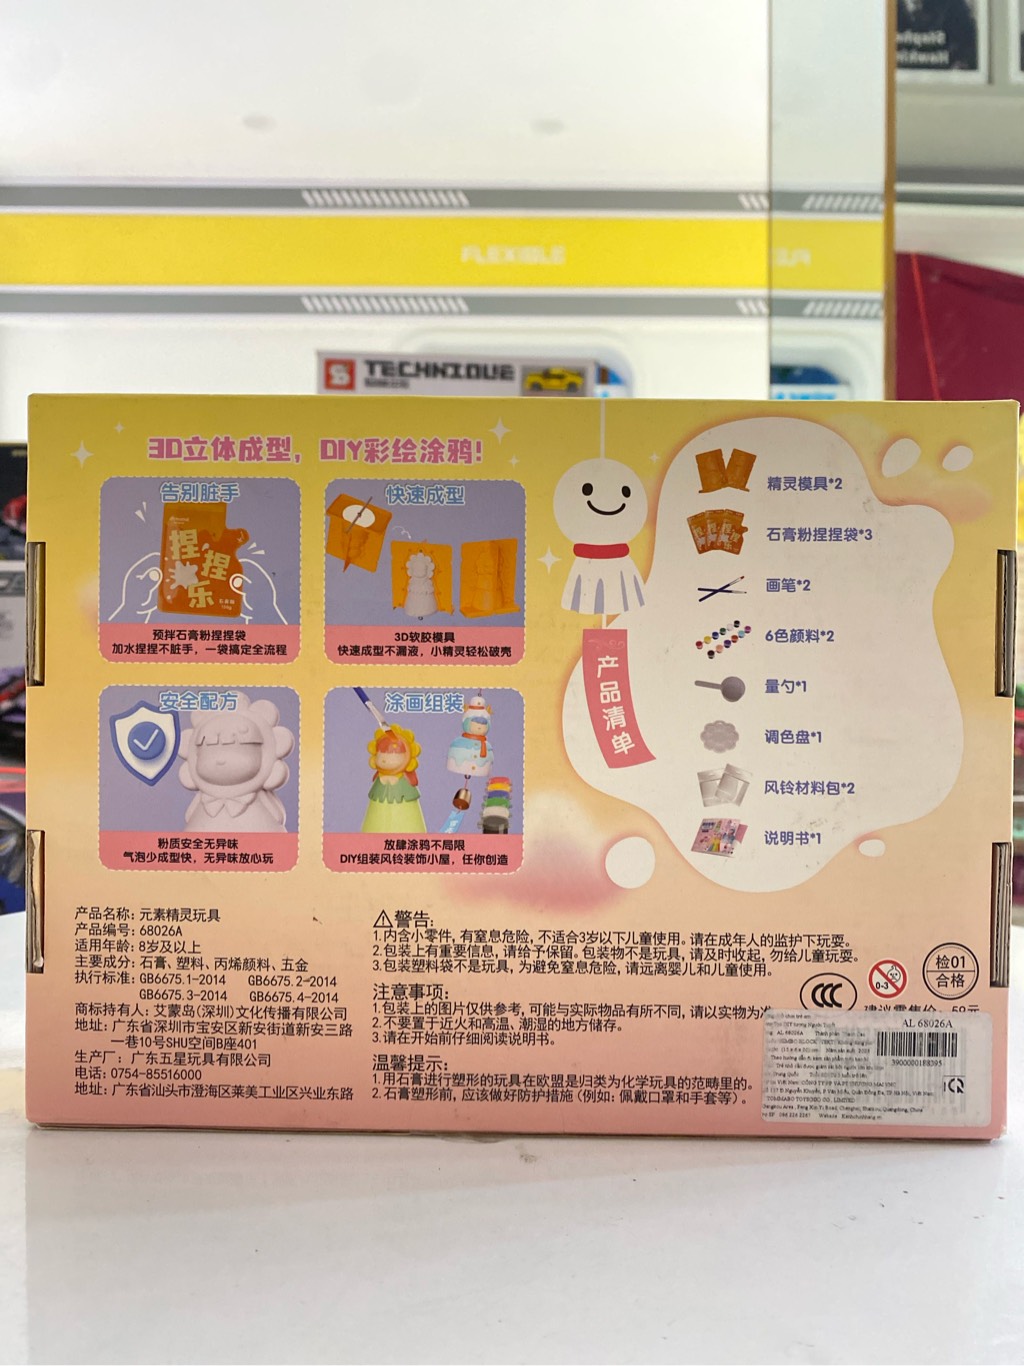 FLEXIBLE
S TECHNIQUE
3D立体成型，DIY彩绘涂鸦！
告别脏手
捏捏乐
预拌石膏粉捏捏袋
加水捏捏不脏手，一袋搞定全流程
快速成型
3D软胶模具
快速成型不漏液，小精灵轻松破壳
安全配方
粉质安全无异味
气泡少成型快，无异味放心玩
涂画组装
放肆涂鸦不局限
DIY组装风铃装饰小屋，任你创造
产品清单
精灵模具*2
石膏粉捏捏袋*3
画笔*2
6色颜料*2
量勺*1
调色盘*1
风铃材料包*2
说明书*1
产品名称: 元素精灵玩具
产品编号: 68026A
适用年龄: 8岁及以上
主要成分: 石膏、塑料、丙烯颜料、五金
执行标准: GB6675.1-2014 GB6675.2-2014
GB6675.3-2014 GB6675.4-2014
商标持有人: 艾蒙岛(深圳)文化传播有限公司
地址: 广东省深圳市宝安区新安街道新安三路
一巷10号SHU空间B座401
生产厂: 广东五星玩具有限公司
电话: 0754-85516000
地址: 广东省汕头市澄海区莱美工业区兴业东路
警告:
1.内含小零件, 有窒息危险, 不适合3岁以下儿童使用。请在成年人的监护下玩耍。
2.包装上有重要信息, 请给予保留。包装物不是玩具, 请及时收起, 勿给儿童玩耍。
3.包装塑料袋不是玩具, 为避免窒息危险, 请远离婴儿和儿童使用。
注意事项:
1.包装上的图片仅供参考, 可能与实际物品有所不同, 请以实物为准
2.不要置于近火和高温、潮湿的地方储存。
3.请在开始前仔细阅读说明书。
温馨提示:
1.用石膏进行塑形的玩具在欧盟是归类为化学玩具的范畴里的。
2.石膏塑形前, 应该做好防护措施 (例如: 佩戴口罩和手套等) 。
CCC
0-3
检01
合格
建议零售价: 59元
AL 68026A
3900000188395